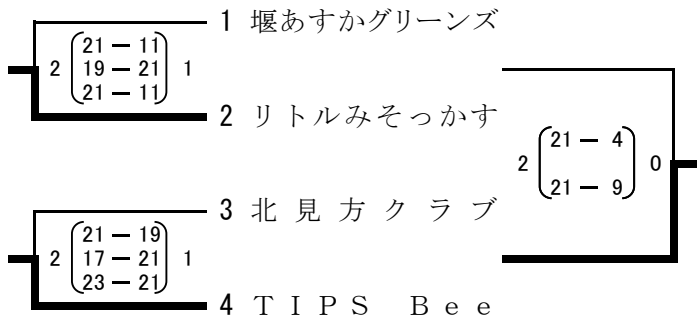 1 堰あすかグリーンズ
2 (21 － 11 19 － 21 21 － 11) 1
2 リトルみそっかす
2 (21 － 4 21 － 9) 0
3 北見方クラブ
2 (21 － 19 17 － 21 23 － 21) 1
4 ＴＩＰＳ　Ｂｅｅ